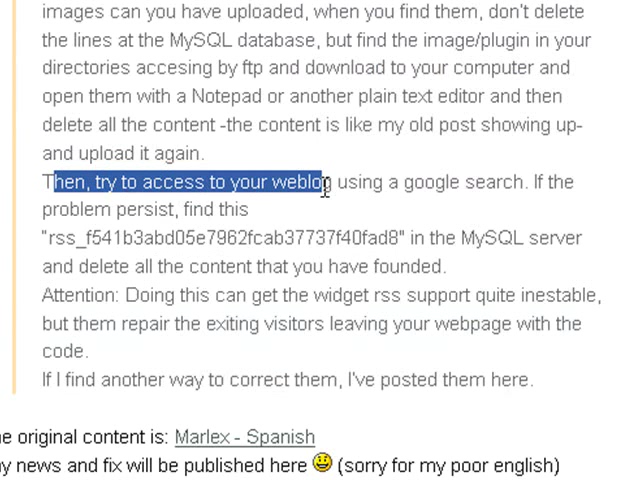 images can you have uploaded, when you find them, don't delete
the lines at the MySQL database, but find the image/plugin in your
directories accesing by ftp and download to your computer and
open them with a Notepad or another plain text editor and then
delete all the content -the content is like my old post showing up-
and upload it again.
Then, try to access to your weblog using a google search. If the
problem persist, find this
"rss_f541b3abd05e7962fcab37737f40fad8" in the MySQL server
and delete all the content that you have founded.
Attention: Doing this can get the widget rss support quite inestable,
but them repair the exiting visitors leaving your webpage with the
code.
If I find another way to correct them, I've posted them here.
e original content is: Marlex - Spanish
y news and fix will be published here (sorry for my poor english)